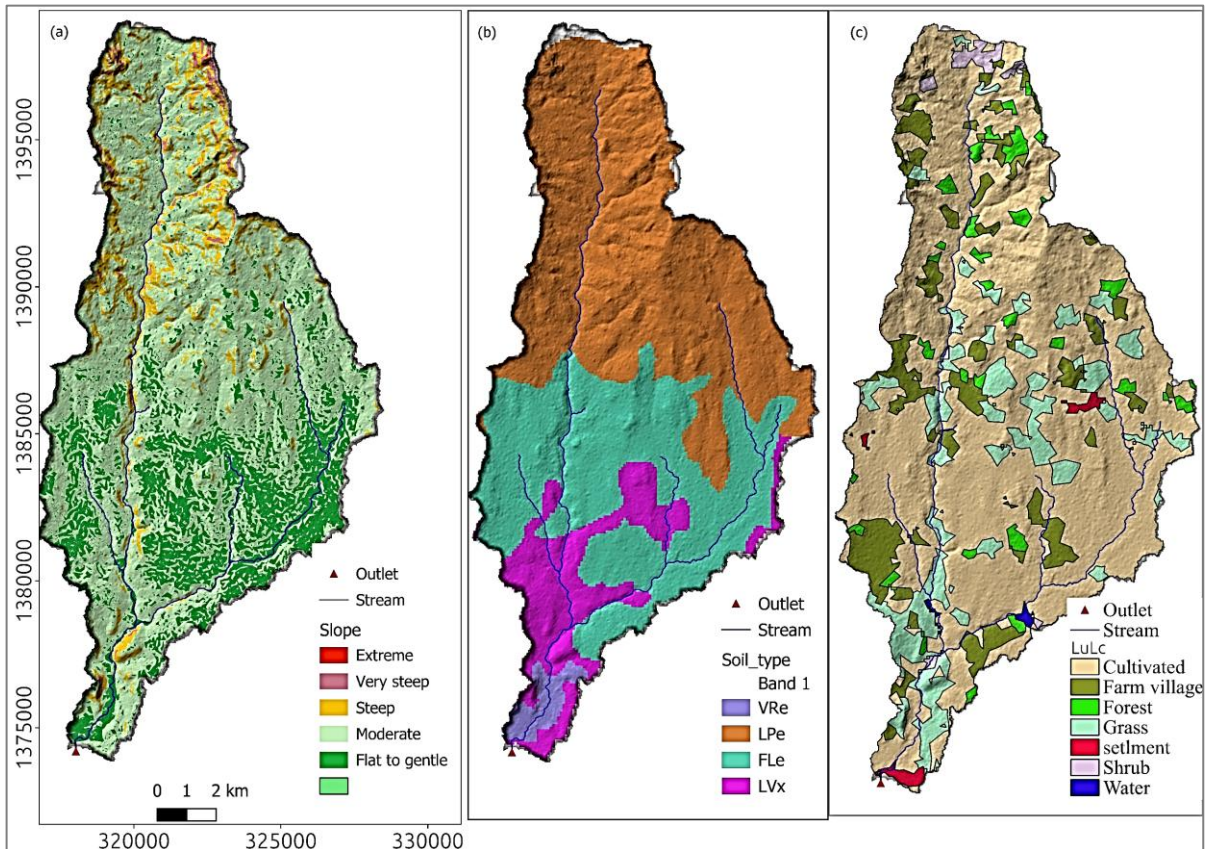 (a)
1395000
1390000
1385000
1380000
1375000
320000
325000
330000
0 1 2 km
Outlet
Stream
Slope
Extreme
Very steep
Steep
Moderate
Flat to gentle
(b)
Outlet
Stream
Soil_type
Band 1
VRe
LPe
FLe
LVx
(c)
Outlet
Stream
LuLc
Cultivated
Farm village
Forest
Grass
setlment
Shrub
Water